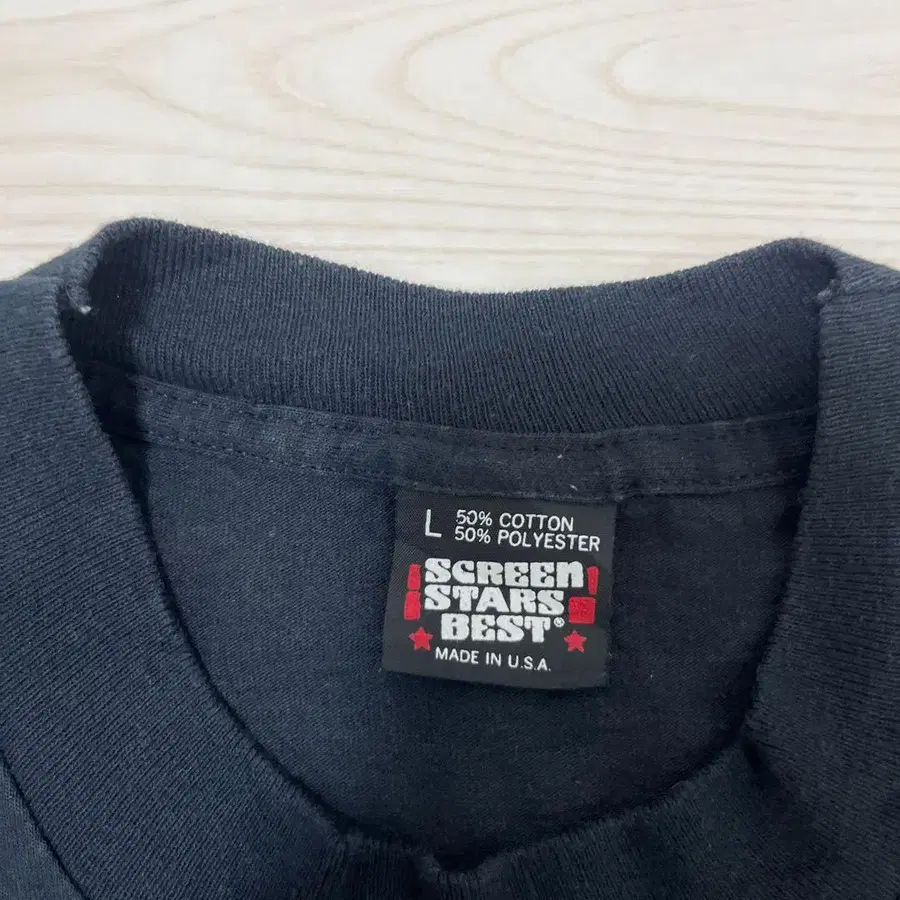 L 50% COTTON
50% POLYESTER
SCREEN
STARS
BEST®
MADE IN U.S.A.